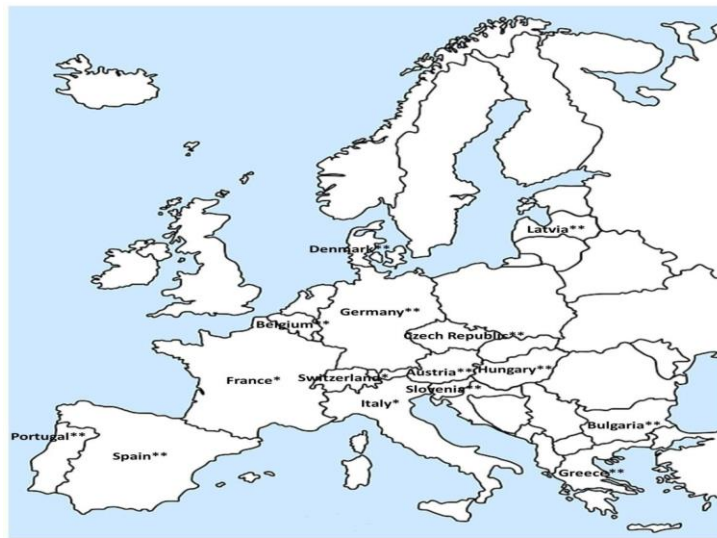 Latvia**
Denmark**
Germany**
Belgium**
Czech Republic**
Austria**
Hungary**
Switzerland*
France*
Slovenia**
Italy*
Bulgaria**
Portugal**
Spain**
Greece**